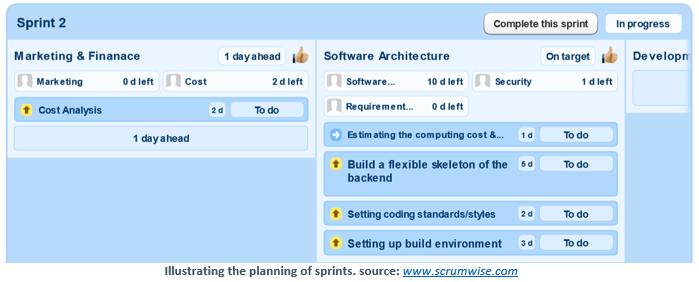 Sprint 2
Complete this sprint
In progress
Marketing & Finanace
1 day ahead
Marketing 0 d left
Cost 2 d left
Cost Analysis 2 d To do
1 day ahead
Software Architecture
On target
Software... 10 d left
Security 1 d left
Requirement... 0 d left
Estimating the computing cost &... 1 d To do
Build a flexible skeleton of the
backend
5 d To do
Setting coding standards/styles 2 d To do
Setting up build environment 3 d To do
Developm
Illustrating the planning of sprints. source: www.scrumwise.com